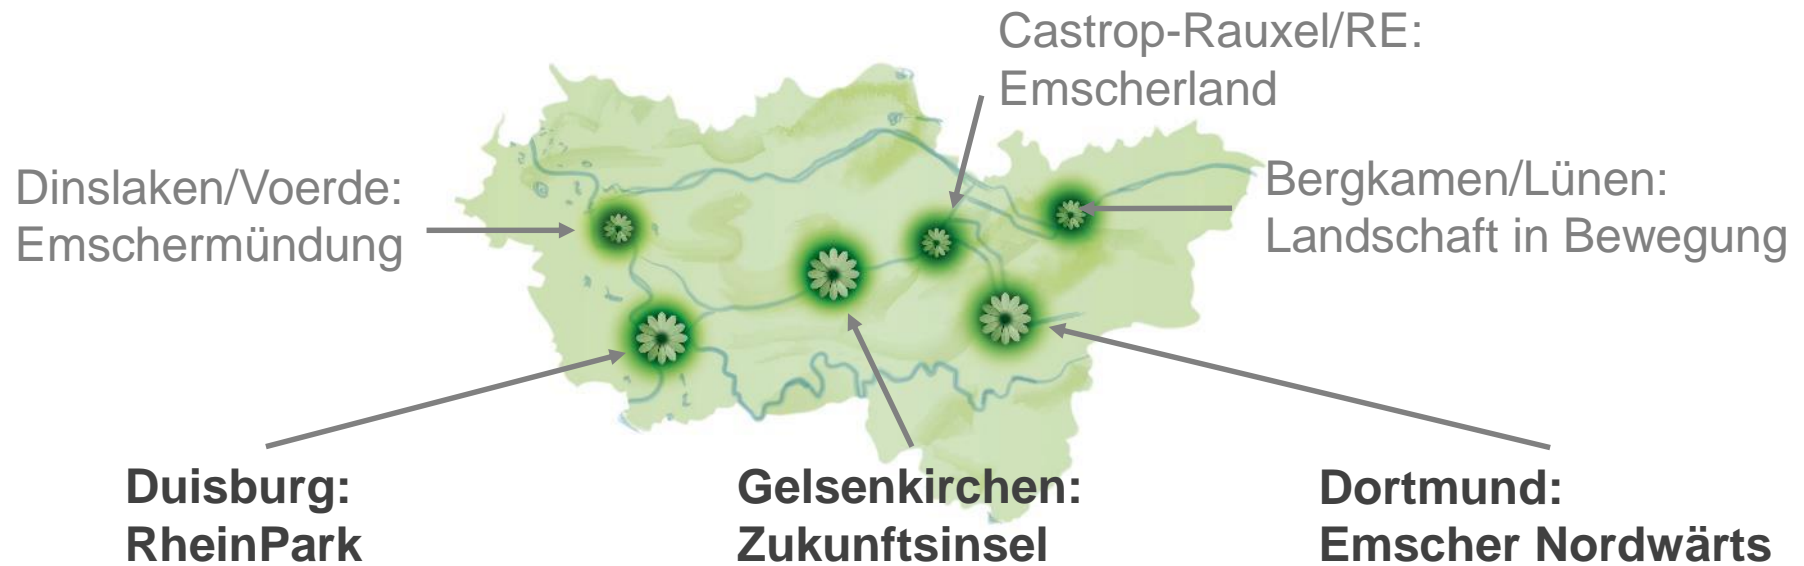 Castrop-Rauxel/RE:
Emscherland
Dinslaken/Voerde:
Emschermündung
Bergkamen/Lünen:
Landschaft in Bewegung
Duisburg:
RheinPark
Gelsenkirchen:
Zukunftsinsel
Dortmund:
Emscher Nordwärts